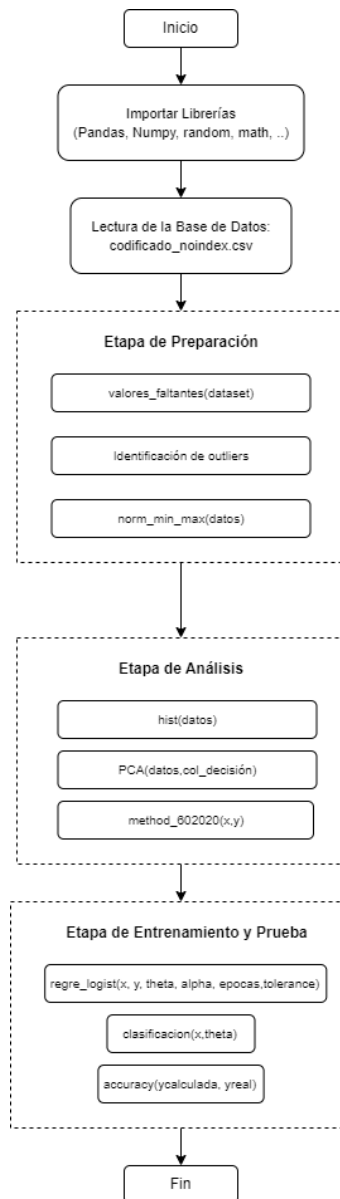 Inicio
Importar Librerías
(Pandas, Numpy, random, math, ..)
Lectura de la Base de Datos:
codificado_noindex.csv
Etapa de Preparación
valores_faltantes(dataset)
Identificación de outliers
norm_min_max(datos)
Etapa de Análisis
hist(datos)
PCA(datos,col_decisión)
method_602020(x,y)
Etapa de Entrenamiento y Prueba
regre_logist(x, y, theta, alpha, epocas,tolerance)
clasificacion(x,theta)
accuracy(ycalculada, yreal)
Fin